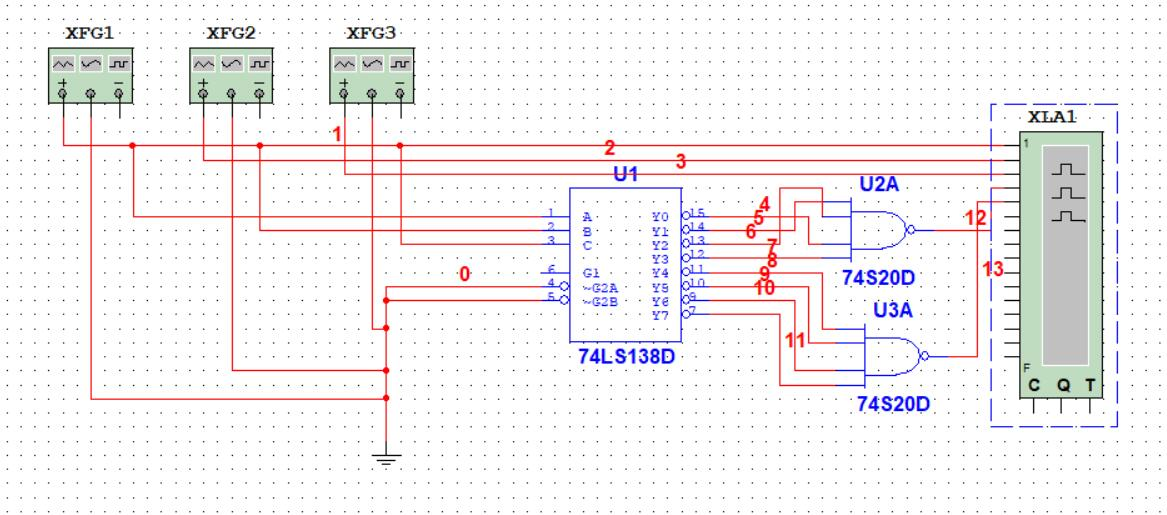 XFG1 XFG2 XFG3
XLA1
1
2
3
U1
U2A
1 A Y0 15 4
2 B Y1 14 5
3 C Y2 13 6
Y3 12 7
6 G1 Y4 11 8
4 ~G2A Y5 10 9
5 ~G2B Y6 9 10
Y7 7 11
0
12
13
74S20D
U3A
74LS138D
74S20D
1
F
C Q T